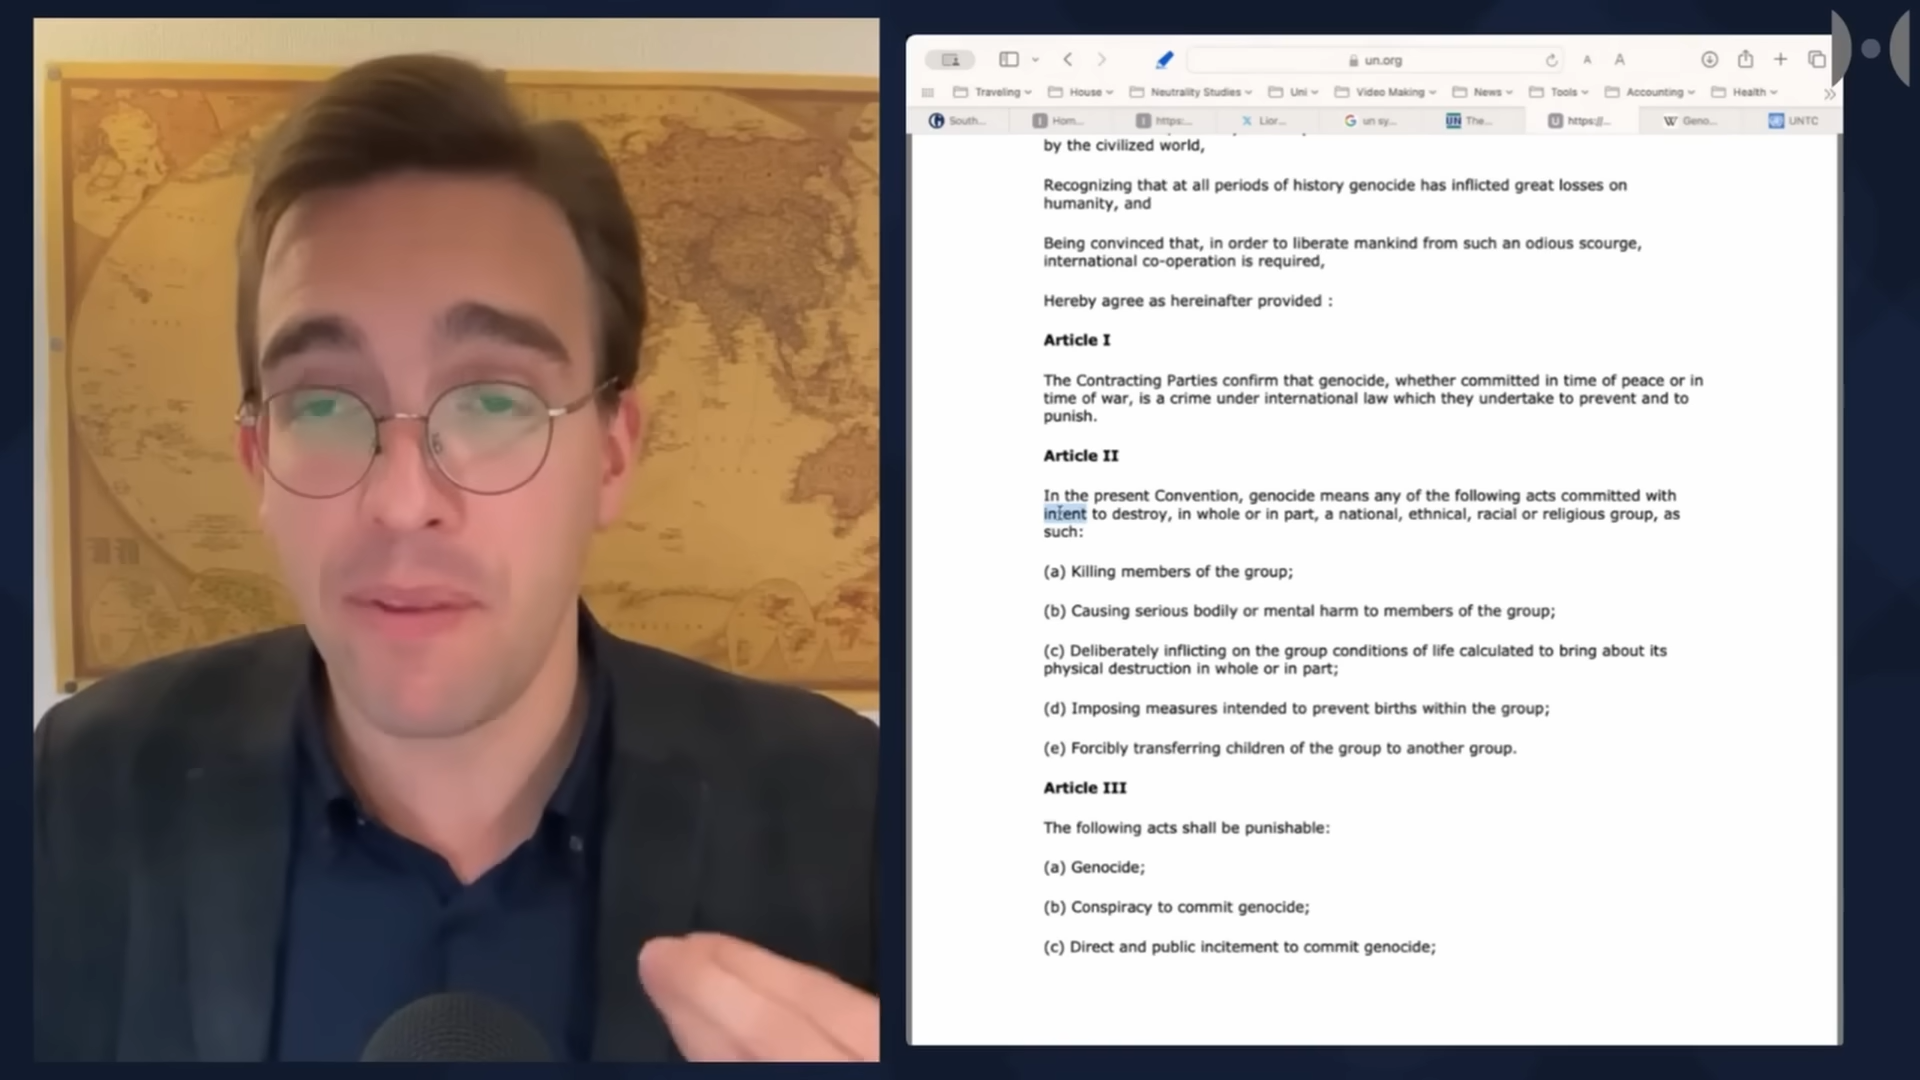 un.org
A
A
Traveling
House
Neutrality Studies
Uni
Video Making
News
Tools
Accounting
Health
South...
Hom...
https:...
Lior...
un sy...
The...
https://...
Geno...
UNTC
by the civilized world,
Recognizing that at all periods of history genocide has inflicted great losses on
humanity, and
Being convinced that, in order to liberate mankind from such an odious scourge,
international co-operation is required,
Hereby agree as hereinafter provided :
Article I
The Contracting Parties confirm that genocide, whether committed in time of peace or in
time of war, is a crime under international law which they undertake to prevent and to
punish.
Article II
In the present Convention, genocide means any of the following acts committed with
intent to destroy, in whole or in part, a national, ethnical, racial or religious group, as
such:
(a) Killing members of the group;
(b) Causing serious bodily or mental harm to members of the group;
(c) Deliberately inflicting on the group conditions of life calculated to bring about its
physical destruction in whole or in part;
(d) Imposing measures intended to prevent births within the group;
(e) Forcibly transferring children of the group to another group.
Article III
The following acts shall be punishable:
(a) Genocide;
(b) Conspiracy to commit genocide;
(c) Direct and public incitement to commit genocide;